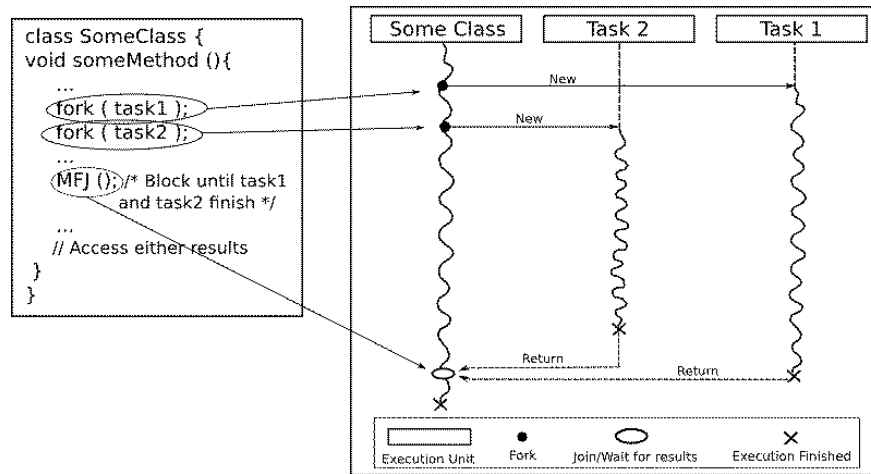 class SomeClass {
void someMethod (){
...
fork ( task1 );
fork ( task2 );
...
MFJ (); /* Block until task1
and task2 finish */
...
// Access either results
}
}
Some Class
Task 2
Task 1
New
New
Return
Return
Execution Unit
Fork
Join/Wait for results
Execution Finished